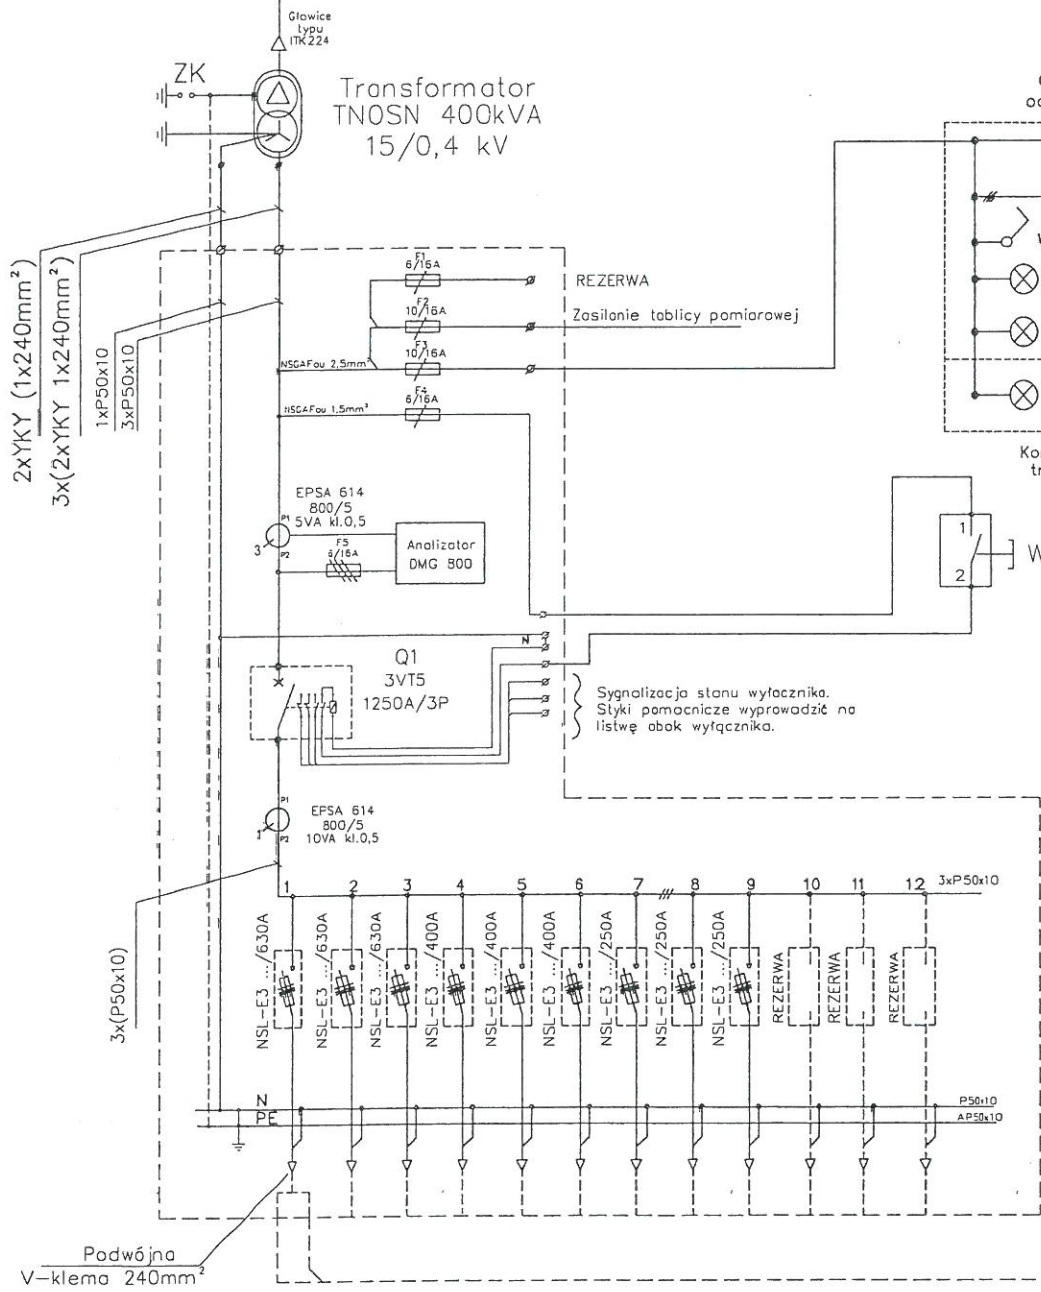 Głowice
typu
ITK224
ZK
Transformator
TNOSN 400kVA
15/0,4 kV
2xYKY (1x240mm²)
3x(2xYKY 1x240mm²)
1xP50x10
3xP50x10
F1
6/16A
REZERWA
F2
10/16A
Zasilanie tablicy pomiarowej
F3
10/16A
NSGAFou 2,5mm²
F4
6/16A
NSGAFou 1,5mm²
EPSA 614
800/5
5VA kl.0,5
P1
3
P2
F5
6/16A
Analizator
DMG 800
1
2
W
N
Q1
3VT5
1250A/3P
Sygnalizacja stanu wyłacznika.
Styki pomocnicze wyprowadzić na
listwę obok wyłącznika.
P1
1
P2
EPSA 614
800/5
10VA kl.0,5
3x(P50x10)
1 2 3 4 5 6 7 8 9 10 11 12
3xP50x10
NSL-E3 .../630A
NSL-E3 .../630A
NSL-E3 .../630A
NSL-E3 .../400A
NSL-E3 .../400A
NSL-E3 .../400A
NSL-E3 .../250A
NSL-E3 .../250A
NSL-E3 .../250A
REZERWA
REZERWA
REZERWA
N
P50x10
PE
AP50x10
Podwójna
V-klema 240mm²